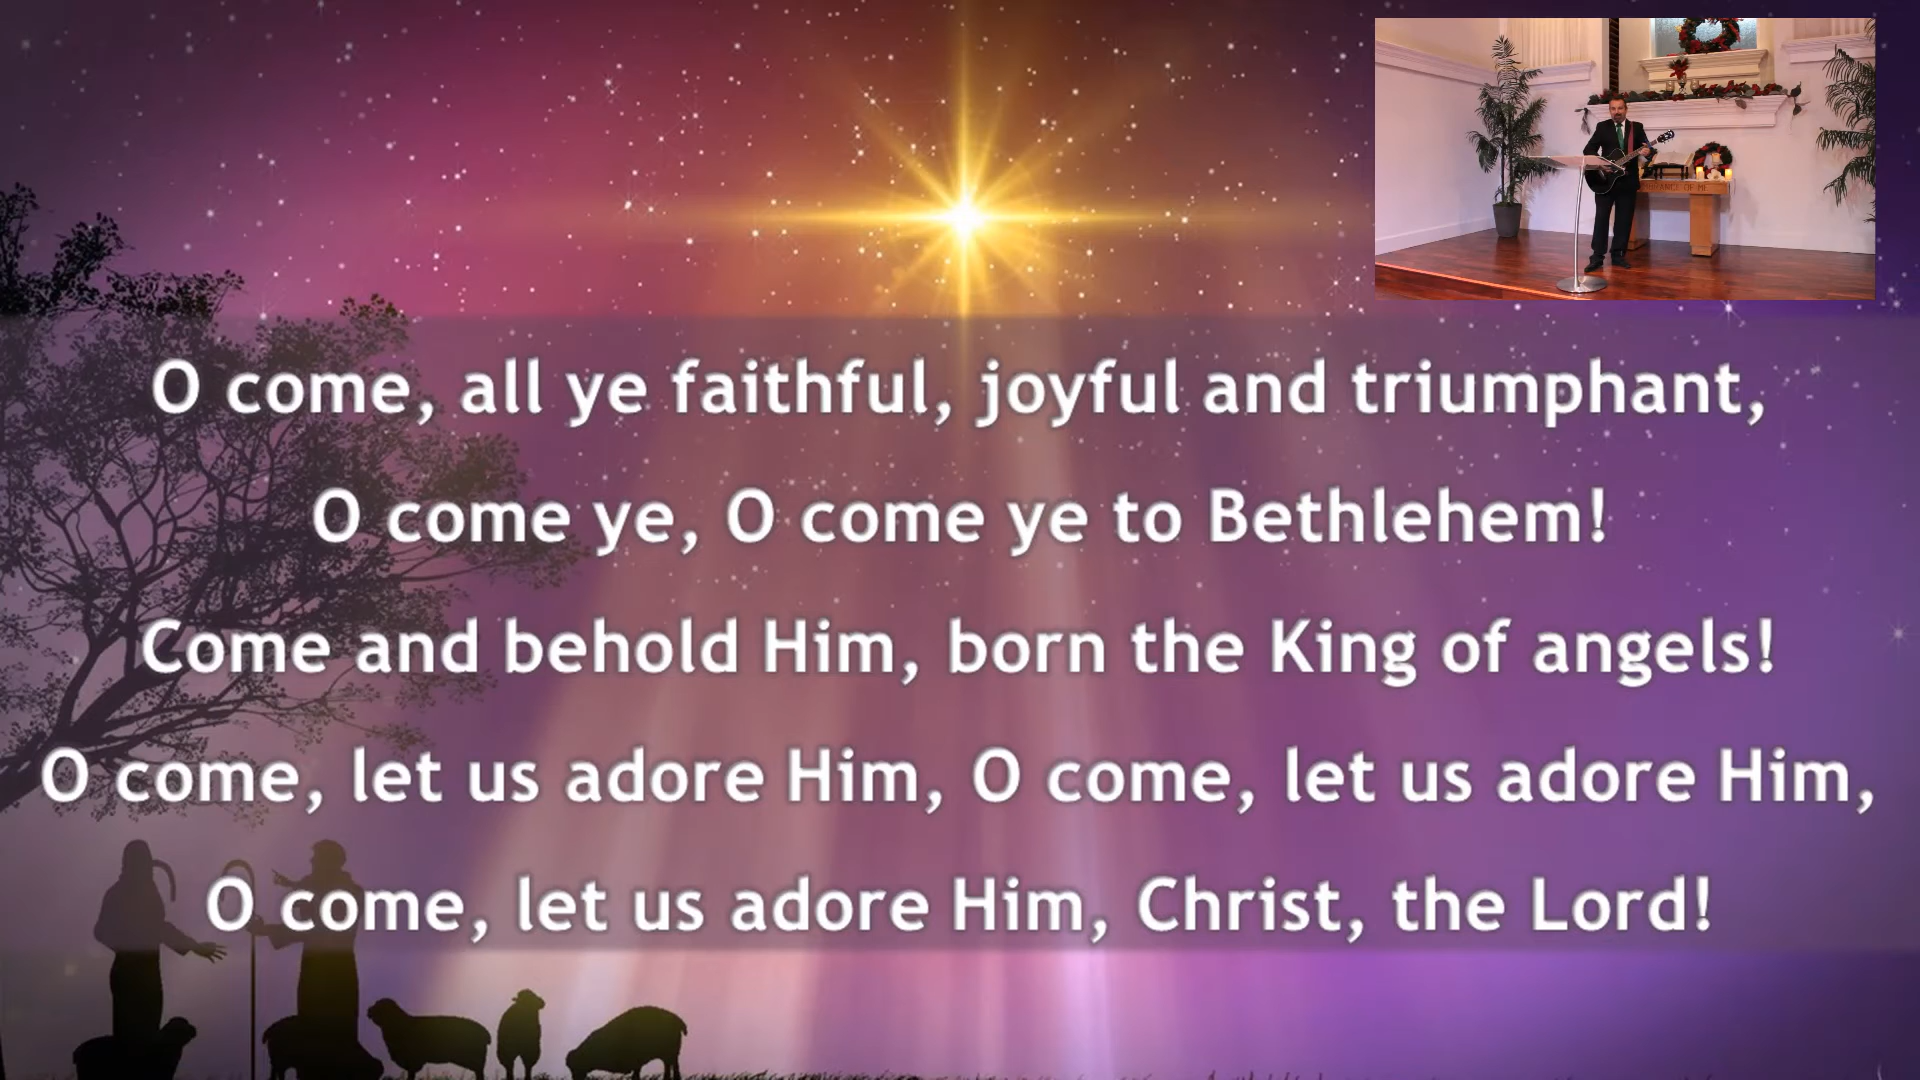 O come, all ye faithful, joyful and triumphant,
O come ye, O come ye to Bethlehem!
Come and behold Him, born the King of angels!
O come, let us adore Him, O come, let us adore Him,
O come, let us adore Him, Christ, the Lord!
OF ME